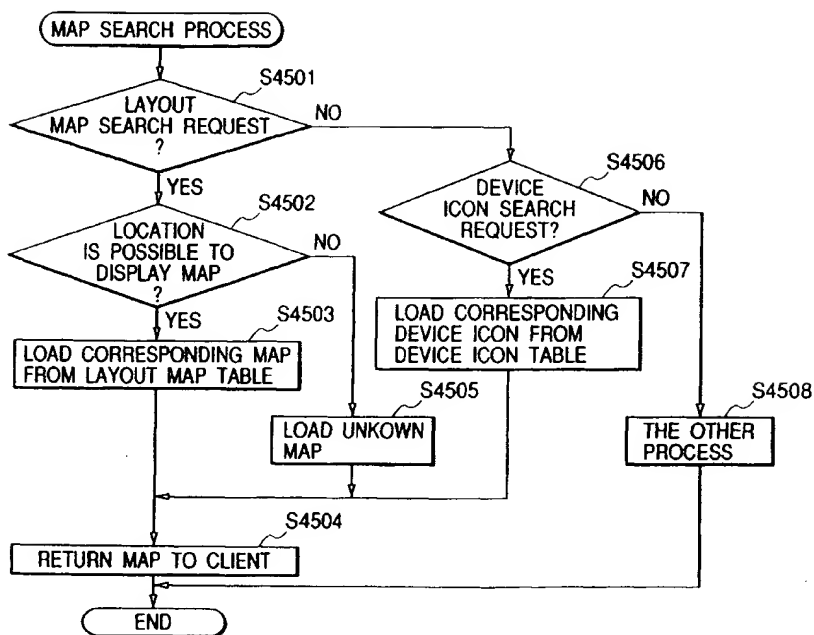 MAP SEARCH PROCESS
S4501
LAYOUT
MAP SEARCH REQUEST
?
NO
YES
S4506
DEVICE
ICON SEARCH
REQUEST?
NO
YES
S4502
LOCATION
IS POSSIBLE TO
DISPLAY MAP
?
NO
YES
S4507
LOAD CORRESPONDING
DEVICE ICON FROM
DEVICE ICON TABLE
S4503
LOAD CORRESPONDING MAP
FROM LAYOUT MAP TABLE
S4505
LOAD UNKOWN
MAP
S4508
THE OTHER
PROCESS
S4504
RETURN MAP TO CLIENT
END